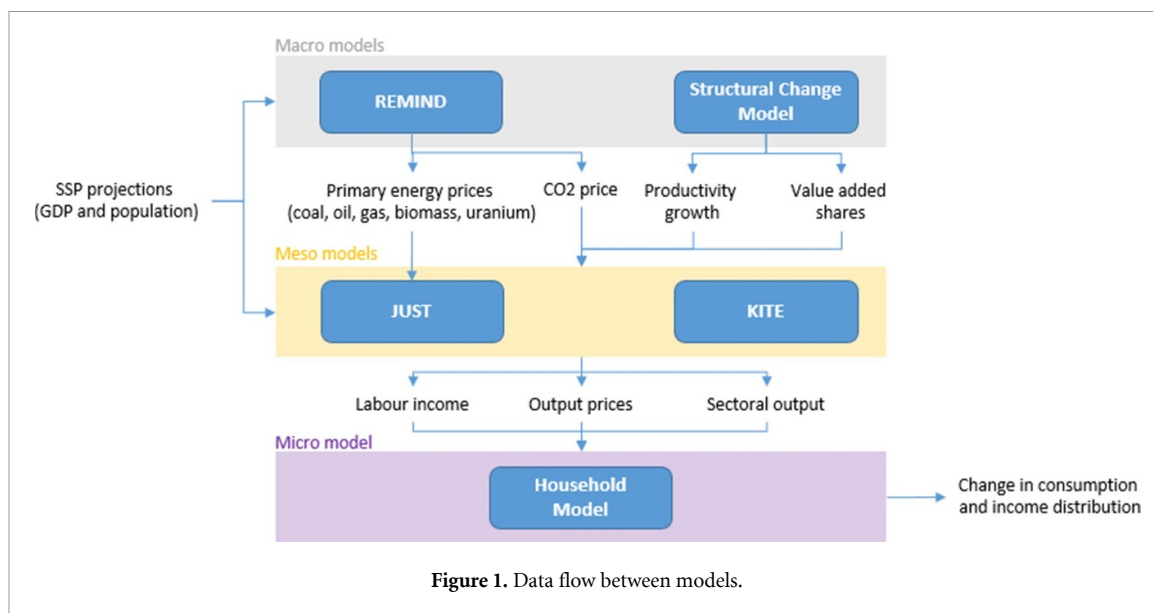 Macro models
REMIND
Structural Change
Model
SSP projections
(GDP and population)
Primary energy prices
(coal, oil, gas, biomass, uranium)
CO2 price
Productivity
growth
Value added
shares
Meso models
JUST
KITE
Labour income
Output prices
Sectoral output
Micro model
Household
Model
Change in consumption
and income distribution
Figure 1. Data flow between models.